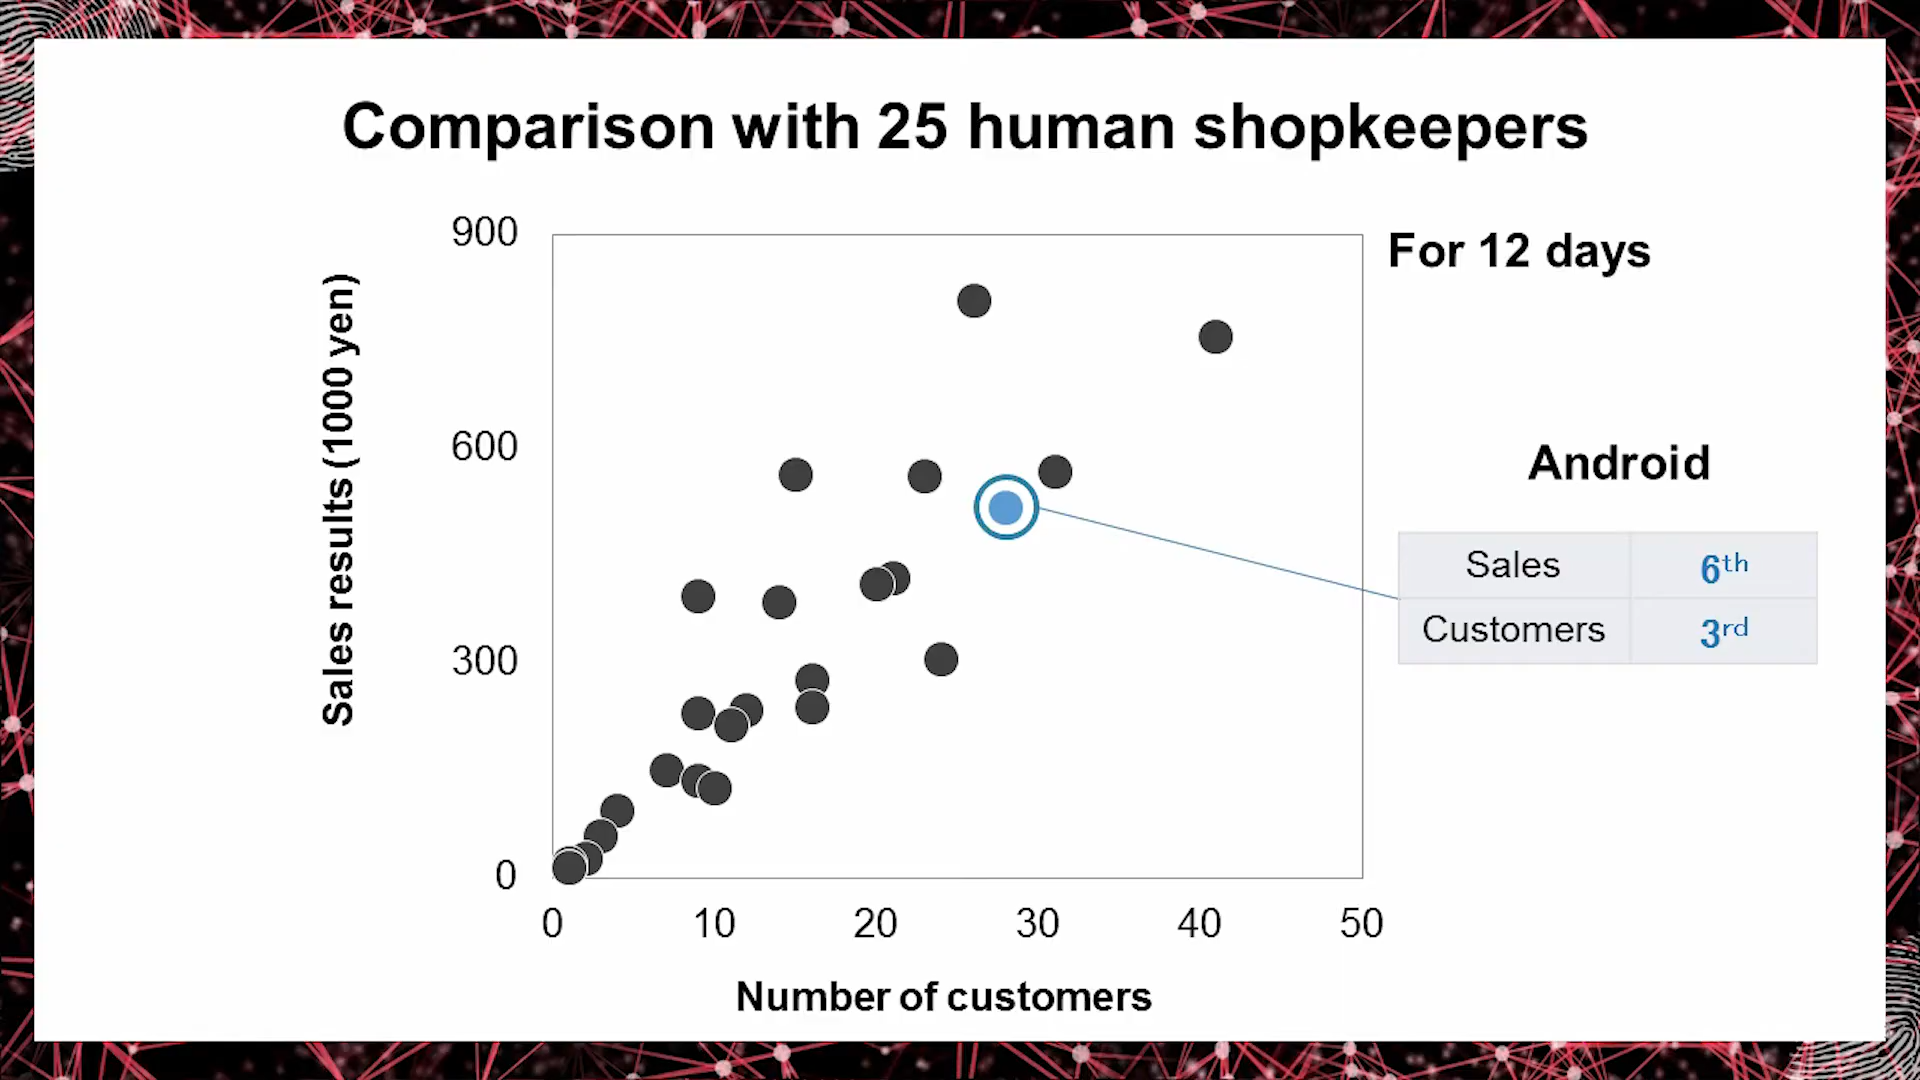 Comparison with 25 human shopkeepers
For 12 days
Sales results (1000 yen)
900
600
300
0
0 10 20 30 40 50
Number of customers
Android
Sales 6th
Customers 3rd